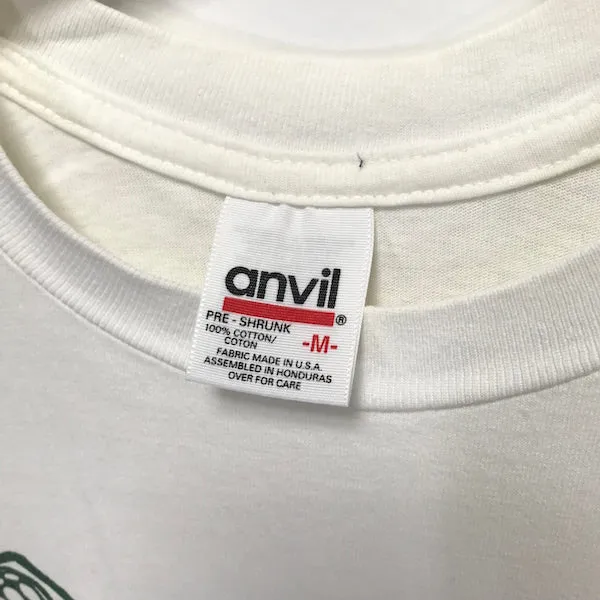 anvil
®
PRE - SHRUNK
100% COTTON/
COTON
-M-
FABRIC MADE IN U.S.A.
ASSEMBLED IN HONDURAS
OVER FOR CARE